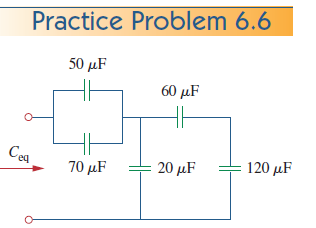 Practice Problem 6.6
50 µF
60 µF
Ceq
70 µF
20 µF
120 µF